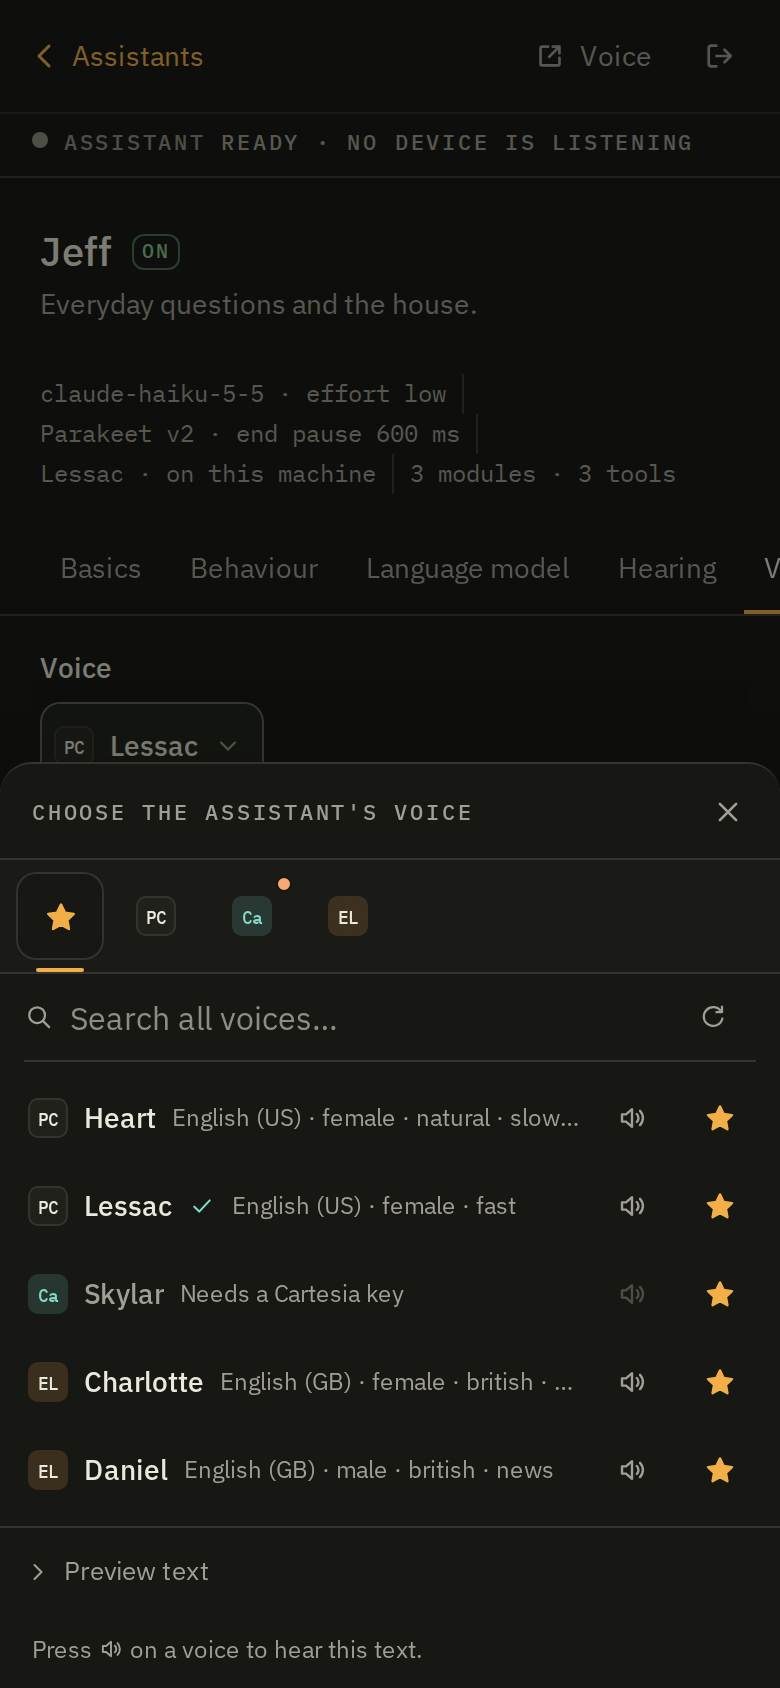 Assistants
Voice
ASSISTANT READY · NO DEVICE IS LISTENING
Jeff ON
Everyday questions and the house.
claude-haiku-5-5 · effort low
Parakeet v2 · end pause 600 ms
Lessac · on this machine 3 modules · 3 tools
Basics Behaviour Language model Hearing V
Voice
PC Lessac
CHOOSE THE ASSISTANT'S VOICE
PC Ca EL
Search all voices...
PC Heart English (US) · female · natural · slow...
PC Lessac English (US) · female · fast
Ca Skylar Needs a Cartesia key
EL Charlotte English (GB) · female · british · ...
EL Daniel English (GB) · male · british · news
Preview text
Press on a voice to hear this text.